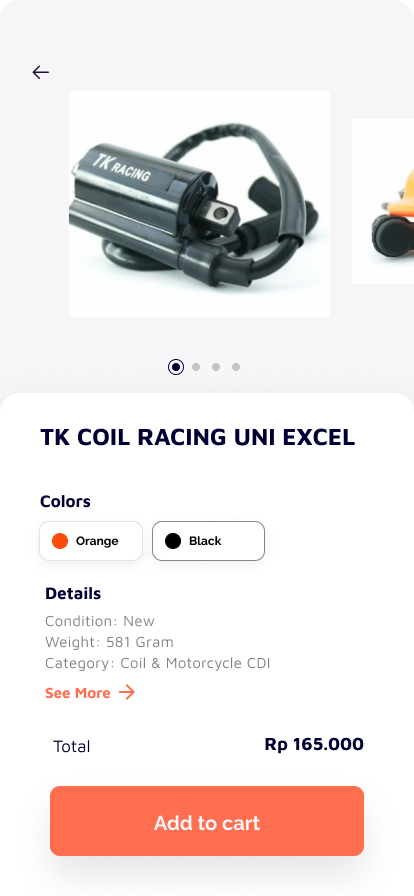 TK RACING
TK COIL RACING UNI EXCEL
Colors
Orange
Black
Details
Condition: New
Weight: 581 Gram
Category: Coil & Motorcycle CDI
See More
Total
Rp 165.000
Add to cart